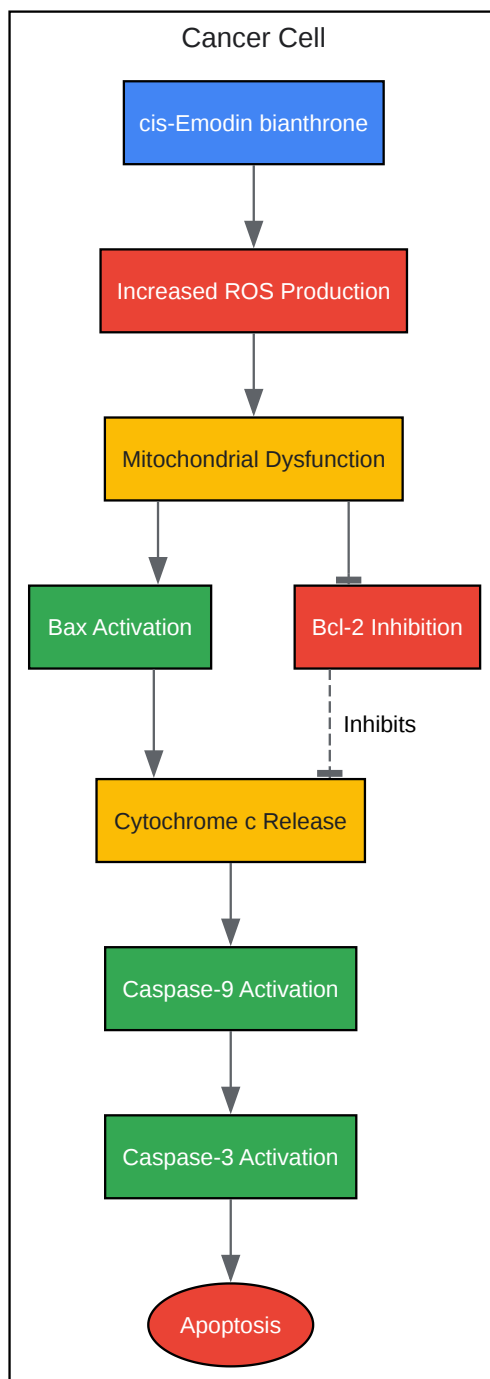 Cancer Cell
cis-Emodin bianthrone
Increased ROS Production
Mitochondrial Dysfunction
Bax Activation
Bcl-2 Inhibition
Inhibits
Cytochrome c Release
Caspase-9 Activation
Caspase-3 Activation
Apoptosis